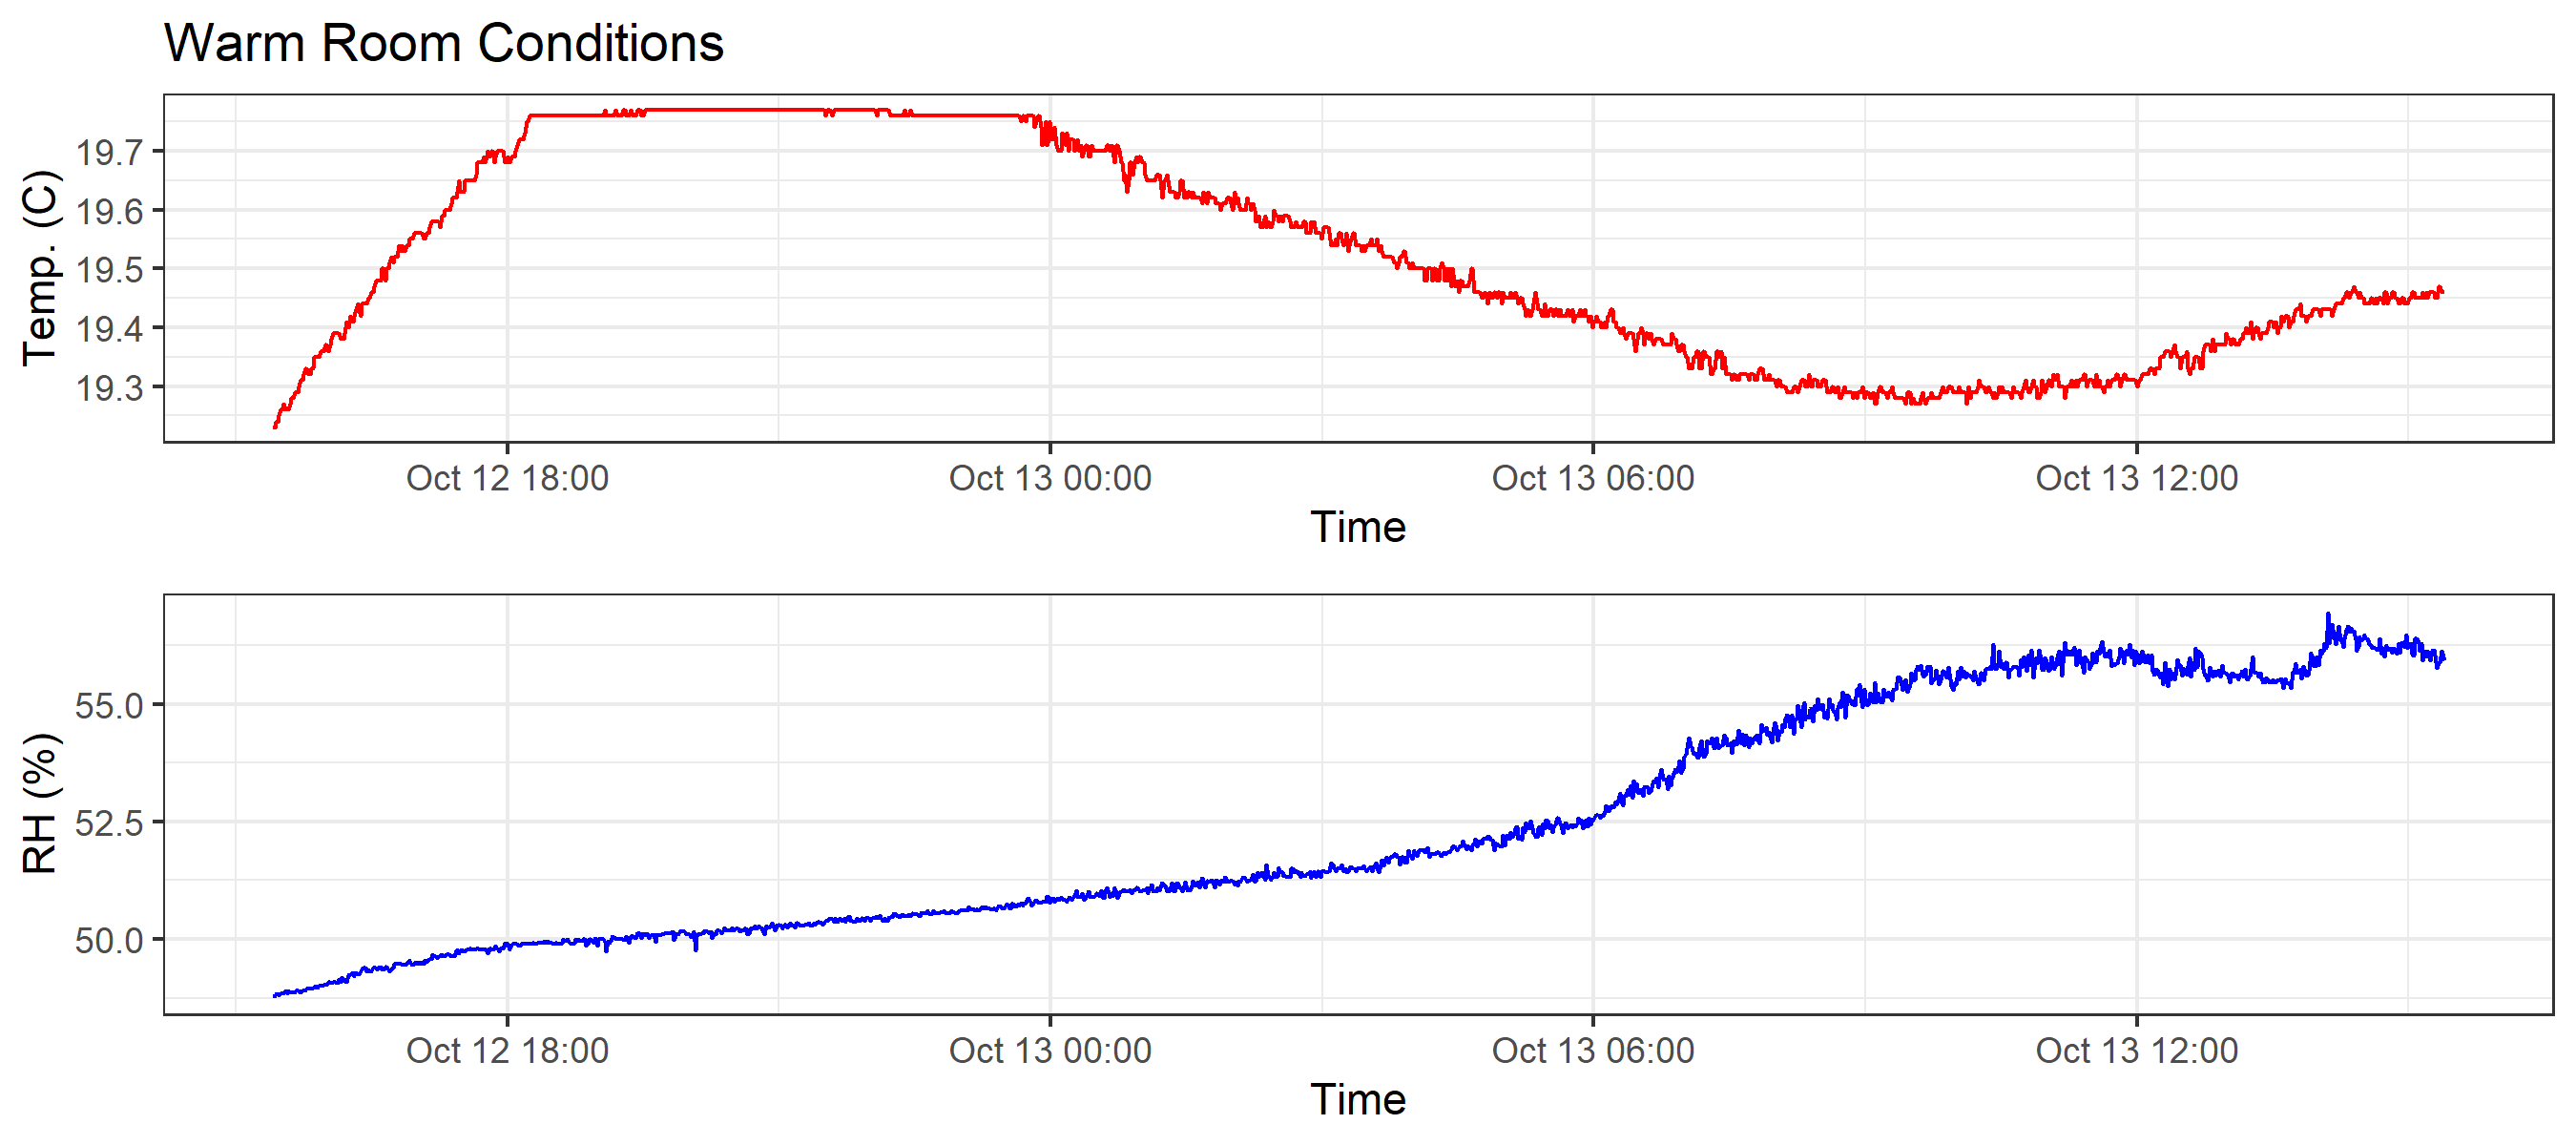 Warm Room Conditions
Temp. (C)
19.7
19.6
19.5
19.4
19.3
Oct 12 18:00 Oct 13 00:00 Oct 13 06:00 Oct 13 12:00
Time
RH (%)
55.0
52.5
50.0
Oct 12 18:00 Oct 13 00:00 Oct 13 06:00 Oct 13 12:00
Time